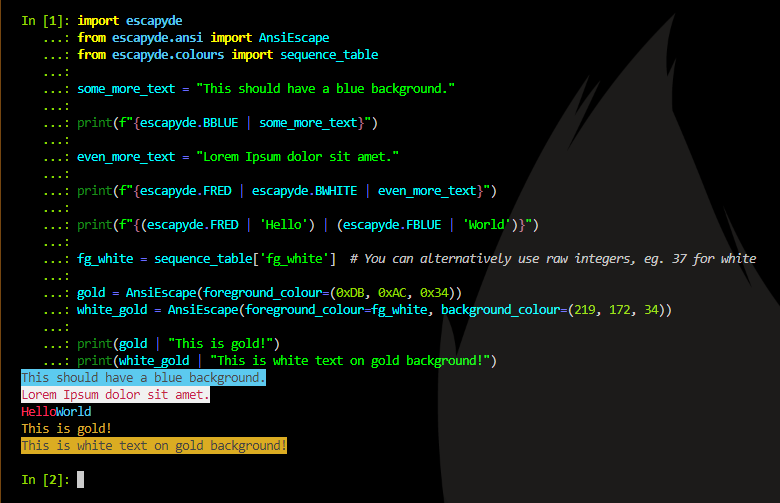 In [1]: import escapyde
   ...: from escapyde.ansi import AnsiEscape
   ...: from escapyde.colours import sequence_table
   ...:
   ...: some_more_text = "This should have a blue background."
   ...:
   ...: print(f"{escapyde.BBLUE | some_more_text}")
   ...:
   ...: even_more_text = "Lorem Ipsum dolor sit amet."
   ...:
   ...: print(f"{escapyde.FRED | escapyde.BWHITE | even_more_text}")
   ...:
   ...: print(f"{(escapyde.FRED | 'Hello') | (escapyde.FBLUE | 'World')}")
   ...:
   ...: fg_white = sequence_table['fg_white']  # You can alternatively use raw integers, eg. 37 for white
   ...:
   ...: gold = AnsiEscape(foreground_colour=(0xDB, 0xAC, 0x34))
   ...: white_gold = AnsiEscape(foreground_colour=fg_white, background_colour=(219, 172, 34))
   ...:
   ...: print(gold | "This is gold!")
   ...: print(white_gold | "This is white text on gold background!")
This should have a blue background.
Lorem Ipsum dolor sit amet.
HelloWorld
This is gold!
This is white text on gold background!
In [2]: